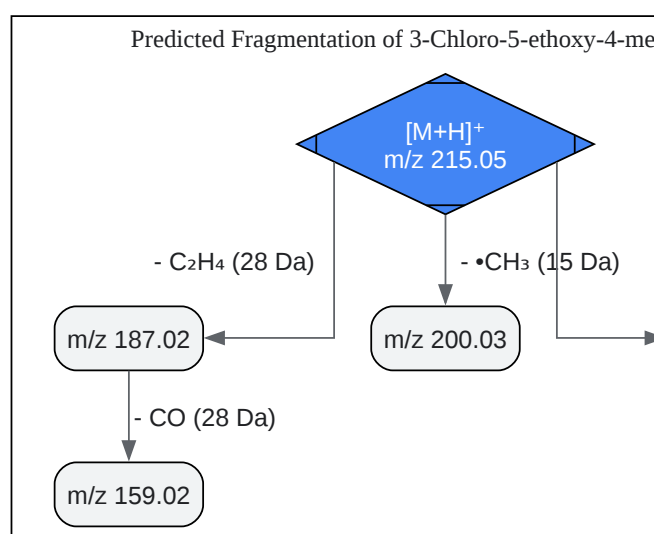 Predicted Fragmentation of 3-Chloro-5-ethoxy-4-me
[M+H]⁺
m/z 215.05
- C₂H₄ (28 Da)
- •CH₃ (15 Da)
m/z 187.02
m/z 200.03
- CO (28 Da)
m/z 159.02